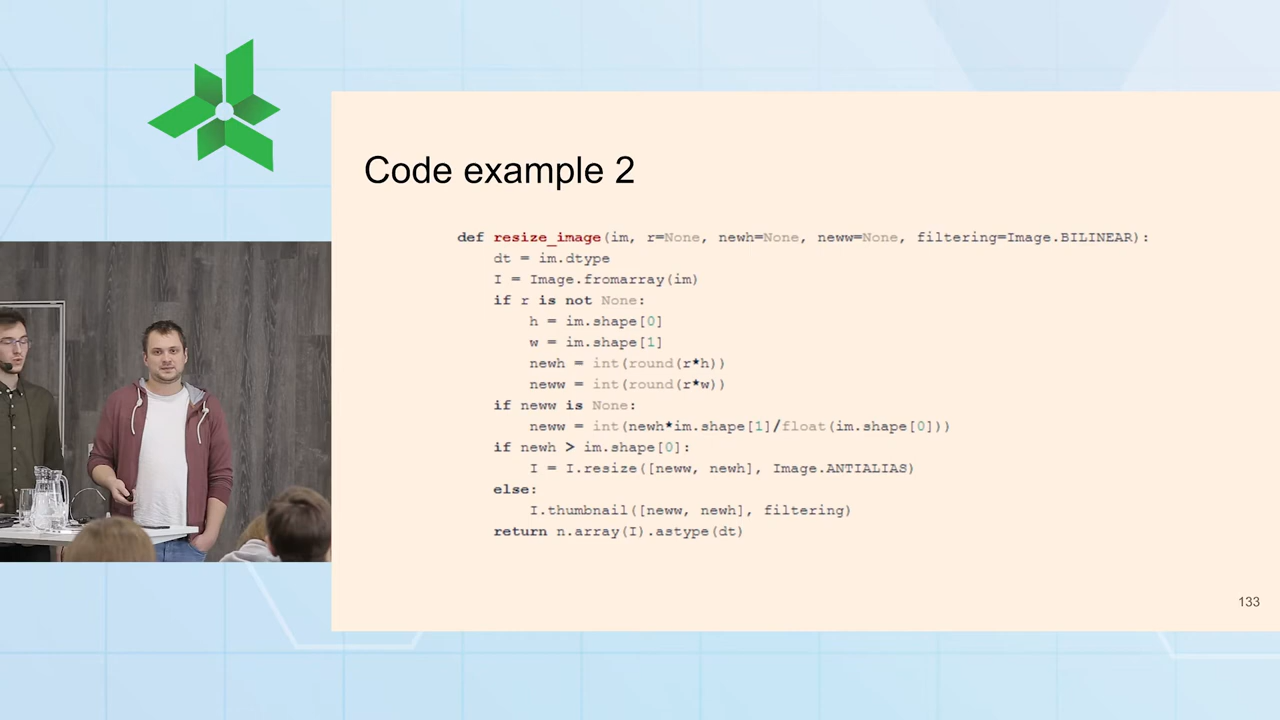 Code example 2
def resize_image(im, r=None, newh=None, neww=None, filtering=Image.BILINEAR):
    dt = im.dtype
    I = Image.fromarray(im)
    if r is not None:
        h = im.shape[0]
        w = im.shape[1]
        newh = int(round(r*h))
        neww = int(round(r*w))
    if neww is None:
        neww = int(newh*im.shape[1]/float(im.shape[0]))
    if newh > im.shape[0]:
        I = I.resize([neww, newh], Image.ANTIALIAS)
    else:
        I.thumbnail([neww, newh], filtering)
    return n.array(I).astype(dt)
133